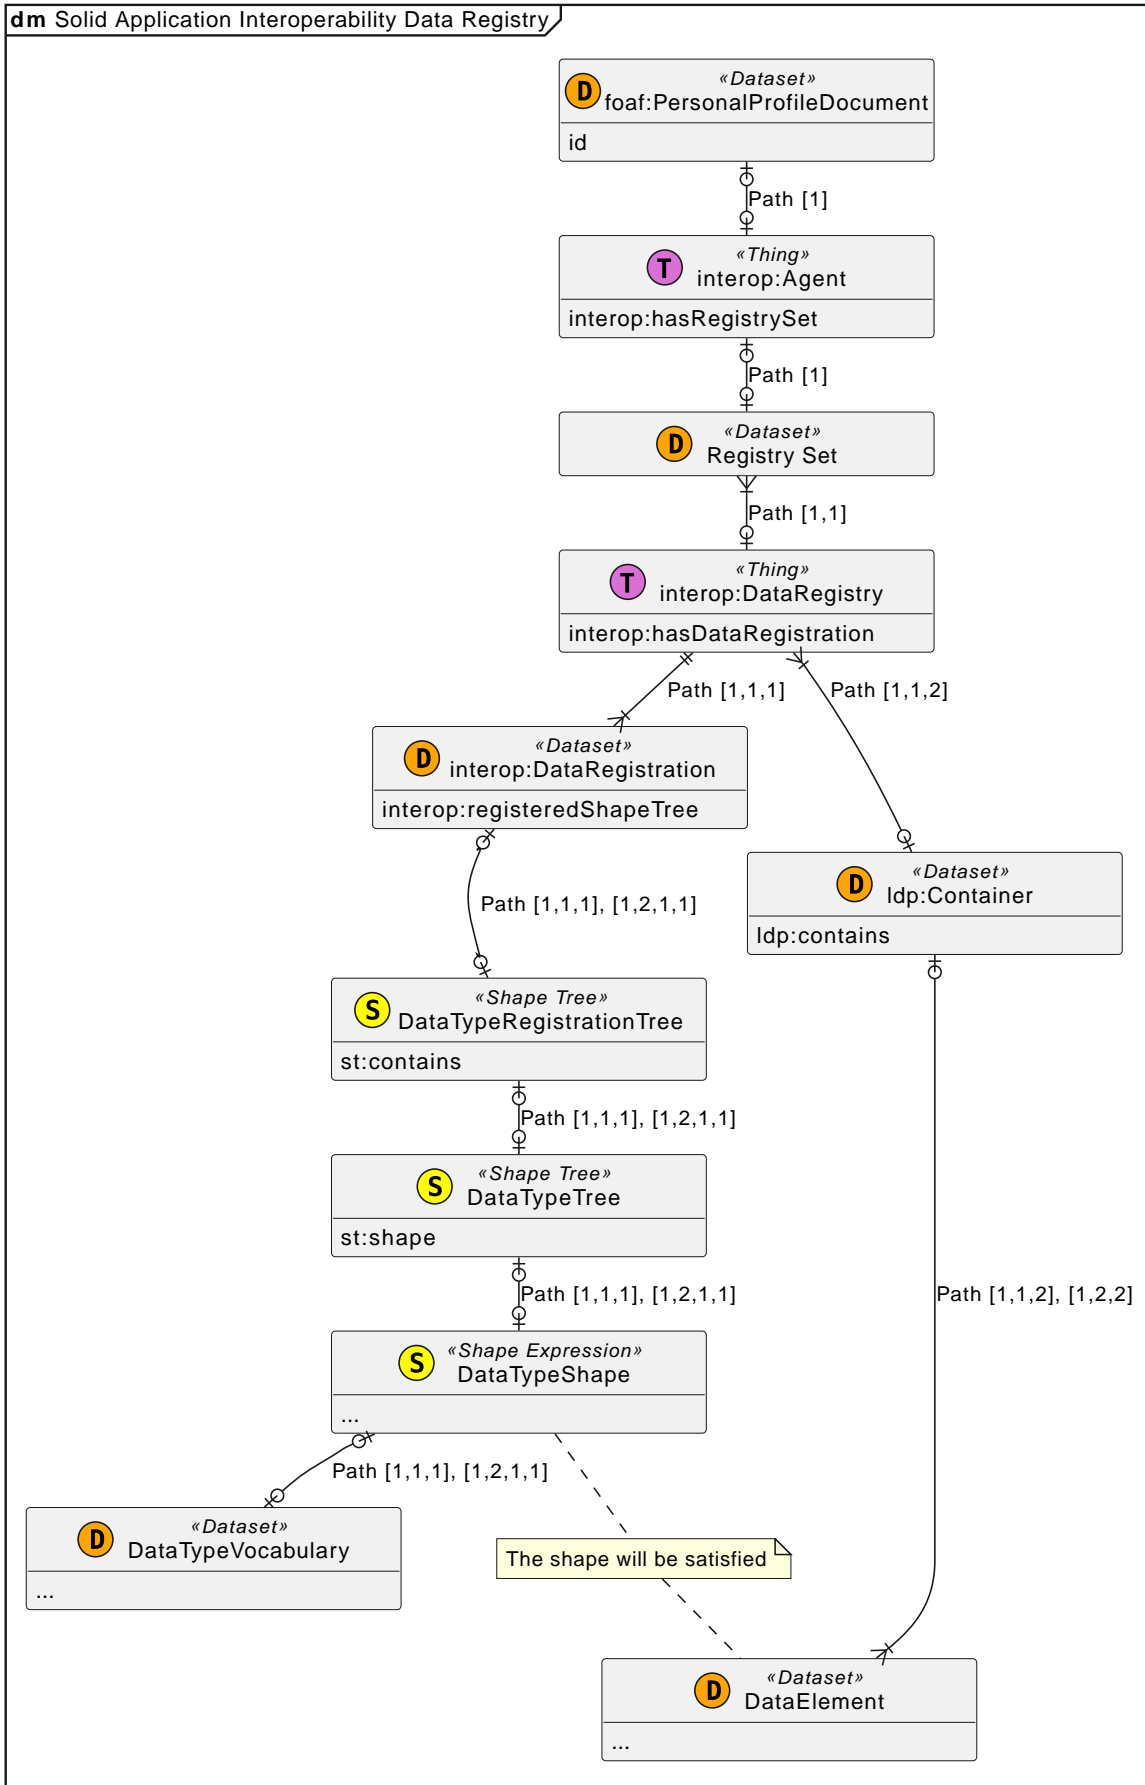 dm Solid Application Interoperability Data Registry
«Dataset»
D foaf:PersonalProfileDocument
id
Path [1]
«Thing»
T interop:Agent
interop:hasRegistrySet
Path [1]
«Dataset»
D Registry Set
Path [1,1]
«Thing»
T interop:DataRegistry
interop:hasDataRegistration
Path [1,1,1]
Path [1,1,2]
«Dataset»
D interop:DataRegistration
interop:registeredShapeTree
«Dataset»
D ldp:Container
ldp:contains
Path [1,1,1], [1,2,1,1]
«Shape Tree»
S DataTypeRegistrationTree
st:contains
Path [1,1,1], [1,2,1,1]
«Shape Tree»
S DataTypeTree
st:shape
Path [1,1,1], [1,2,1,1]
Path [1,1,2], [1,2,2]
«Shape Expression»
S DataTypeShape
...
Path [1,1,1], [1,2,1,1]
«Dataset»
D DataTypeVocabulary
...
The shape will be satisfied
«Dataset»
D DataElement
...